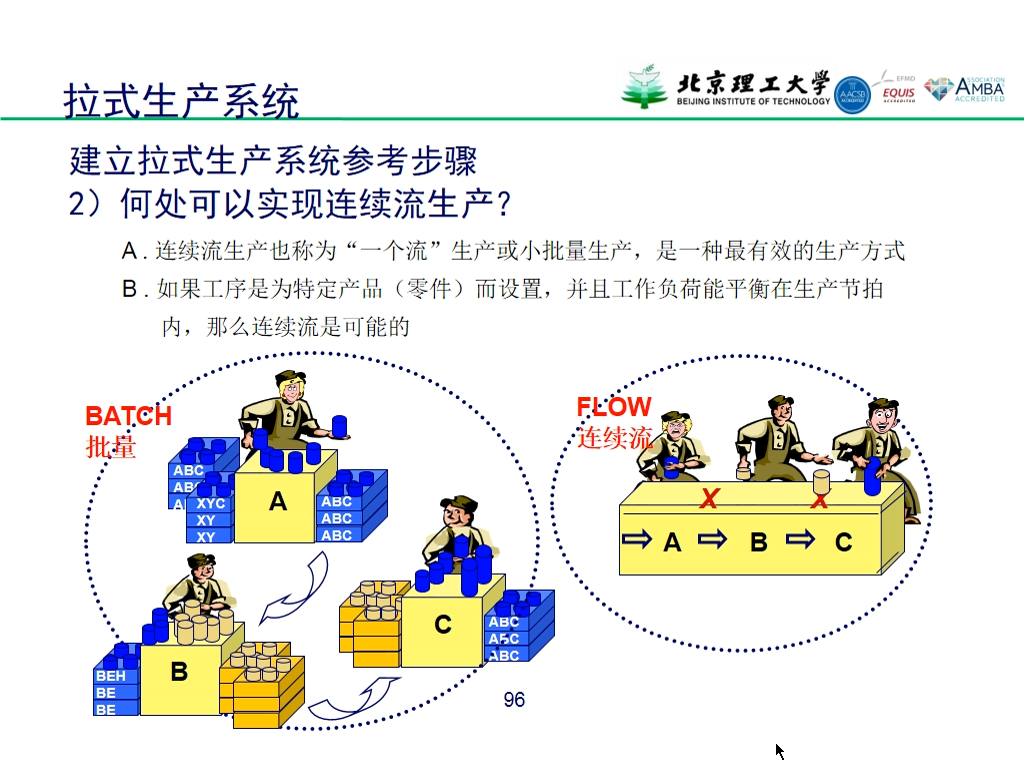 拉式生产系统
北京理工大学
BEIJING INSTITUTE OF TECHNOLOGY
AACSB
ACCREDITED
EFMD
EQUIS
ACCREDITED
ASSOCIATION
AMBA
ACCREDITED
建立拉式生产系统参考步骤
2）何处可以实现连续流生产？
A . 连续流生产也称为“一个流”生产或小批量生产，是一种最有效的生产方式
B . 如果工序是为特定产品（零件）而设置，并且工作负荷能平衡在生产节拍
内，那么连续流是可能的
BATCH
批量
ABC
ABC
A
XYC
XY
XY
A
ABC
ABC
ABC
BEH
BE
BE
B
C
ABC
ABC
ABC
FLOW
连续流
X
X
A
B
C
96